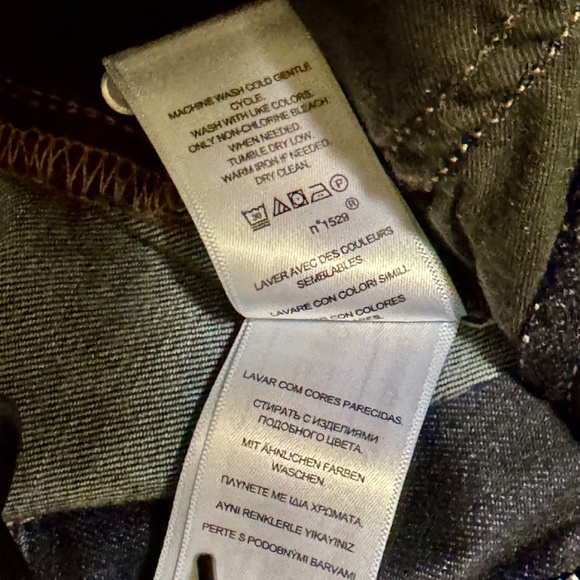 MACHINE WASH COLD GENTLE
CYCLE.
WASH WITH LIKE COLORS.
ONLY NON-CHLORINE BLEACH
WHEN NEEDED.
TUMBLE DRY LOW.
WARM IRON IF NEEDED.
DRY CLEAN.
30 P
n°1529 ®
LAVER AVEC DES COULEURS
SEMBLABLES.
LAVARE CON COLORI SIMILI.
CON COLORES
LAVAR COM CORES PARECIDAS.
СТИРАТЬ С ИЗДЕЛИЯМИ
ПОДОБНОГО ЦВЕТА.
MIT ÄHNLICHEN FARBEN
WASCHEN.
ΠΛΥΝΕΤΕ ΜΕ ΙΔΙΑ ΧΡΩΜΑΤΑ.
AYNI RENKLERLE YIKAYINIZ
PERTE S PODOBNÝMI BARVAMI